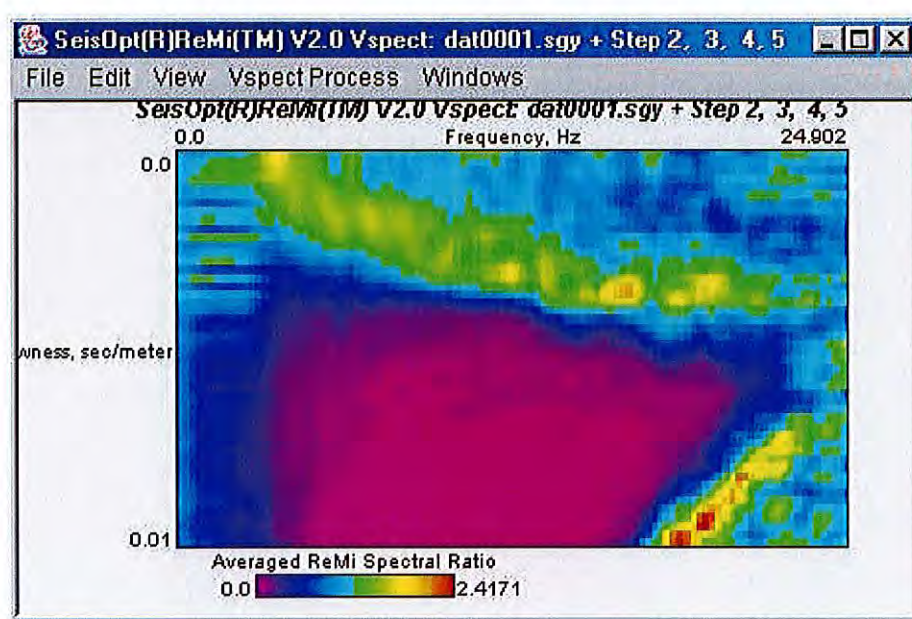 SeisOpt(R)ReMi(TM) V2.0 Vspect: dat0001.sgy + Step 2, 3, 4, 5
File Edit View Vspect Process Windows
SeisOpt(R)ReMi(TM) V2.0 Vspect: dat0001.sgy + Step 2, 3, 4, 5
0.0 Frequency, Hz 24.902
0.0
wness, sec/meter
0.01
Averaged ReMi Spectral Ratio
0.0 2.4171